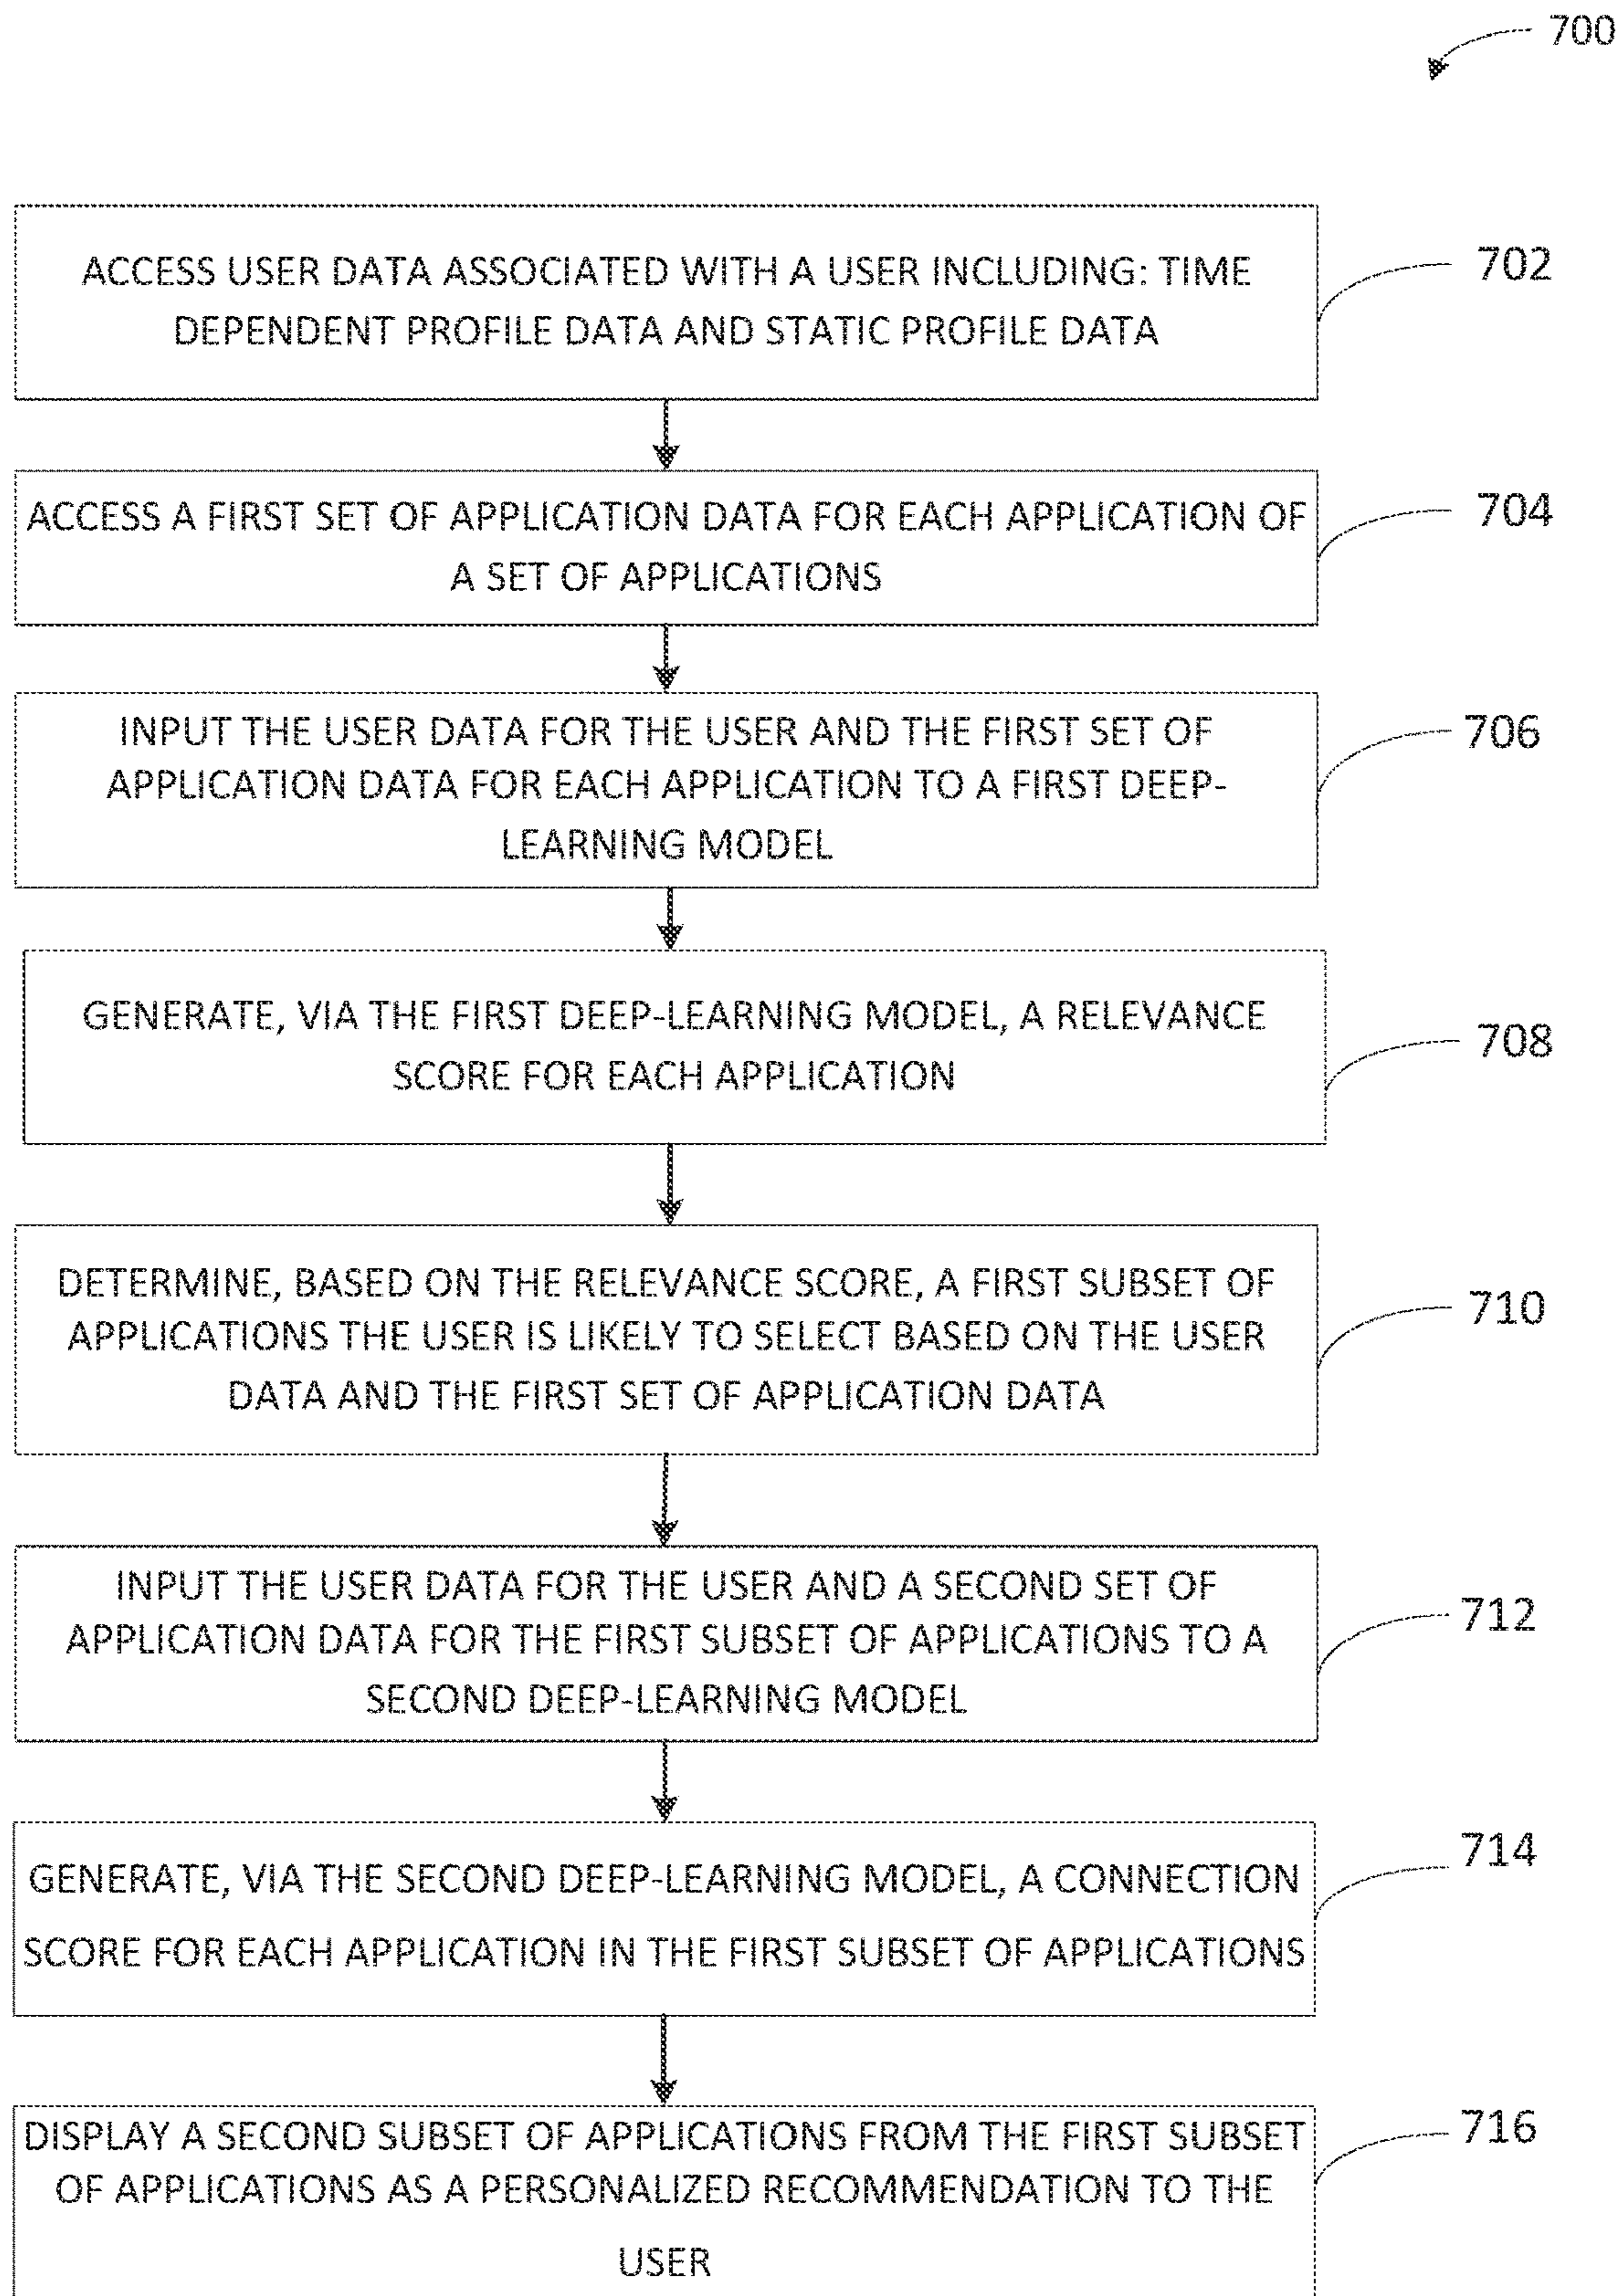 700
ACCESS USER DATA ASSOCIATED WITH A USER INCLUDING: TIME
DEPENDENT PROFILE DATA AND STATIC PROFILE DATA
702
ACCESS A FIRST SET OF APPLICATION DATA FOR EACH APPLICATION OF
A SET OF APPLICATIONS
704
INPUT THE USER DATA FOR THE USER AND THE FIRST SET OF
APPLICATION DATA FOR EACH APPLICATION TO A FIRST DEEP-
LEARNING MODEL
706
GENERATE, VIA THE FIRST DEEP-LEARNING MODEL, A RELEVANCE
SCORE FOR EACH APPLICATION
708
DETERMINE, BASED ON THE RELEVANCE SCORE, A FIRST SUBSET OF
APPLICATIONS THE USER IS LIKELY TO SELECT BASED ON THE USER
DATA AND THE FIRST SET OF APPLICATION DATA
710
INPUT THE USER DATA FOR THE USER AND A SECOND SET OF
APPLICATION DATA FOR THE FIRST SUBSET OF APPLICATIONS TO A
SECOND DEEP-LEARNING MODEL
712
GENERATE, VIA THE SECOND DEEP-LEARNING MODEL, A CONNECTION
SCORE FOR EACH APPLICATION IN THE FIRST SUBSET OF APPLICATIONS
714
DISPLAY A SECOND SUBSET OF APPLICATIONS FROM THE FIRST SUBSET
OF APPLICATIONS AS A PERSONALIZED RECOMMENDATION TO THE
USER
716